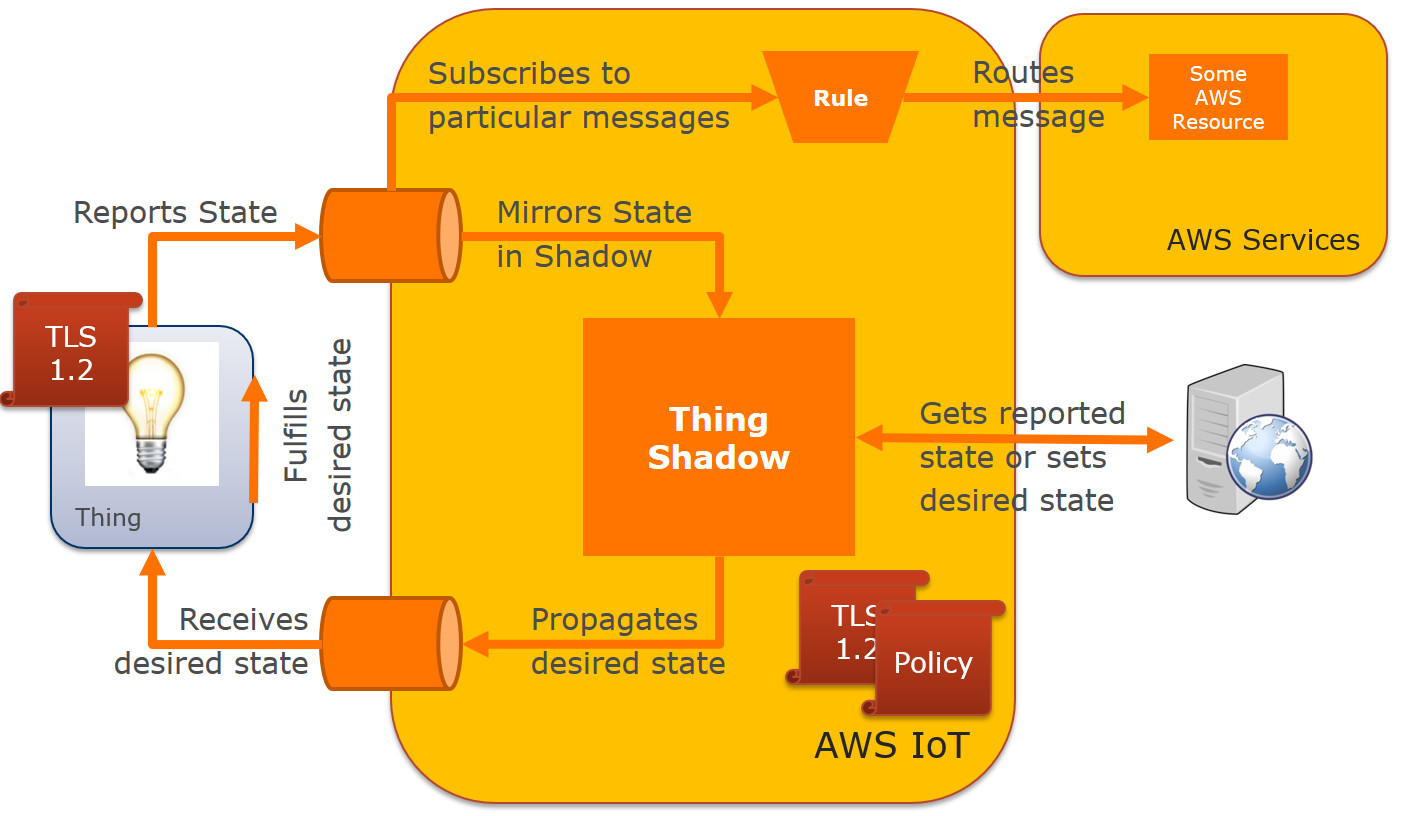 Subscribes to
particular messages
Rule
Routes
message
Some
AWS
Resource
AWS Services
Reports State
Mirrors State
in Shadow
TLS
1.2
Thing
Fulfills
desired state
Thing
Shadow
Gets reported
state or sets
desired state
Receives
desired state
Propagates
desired state
TLS
1.2
Policy
AWS IoT